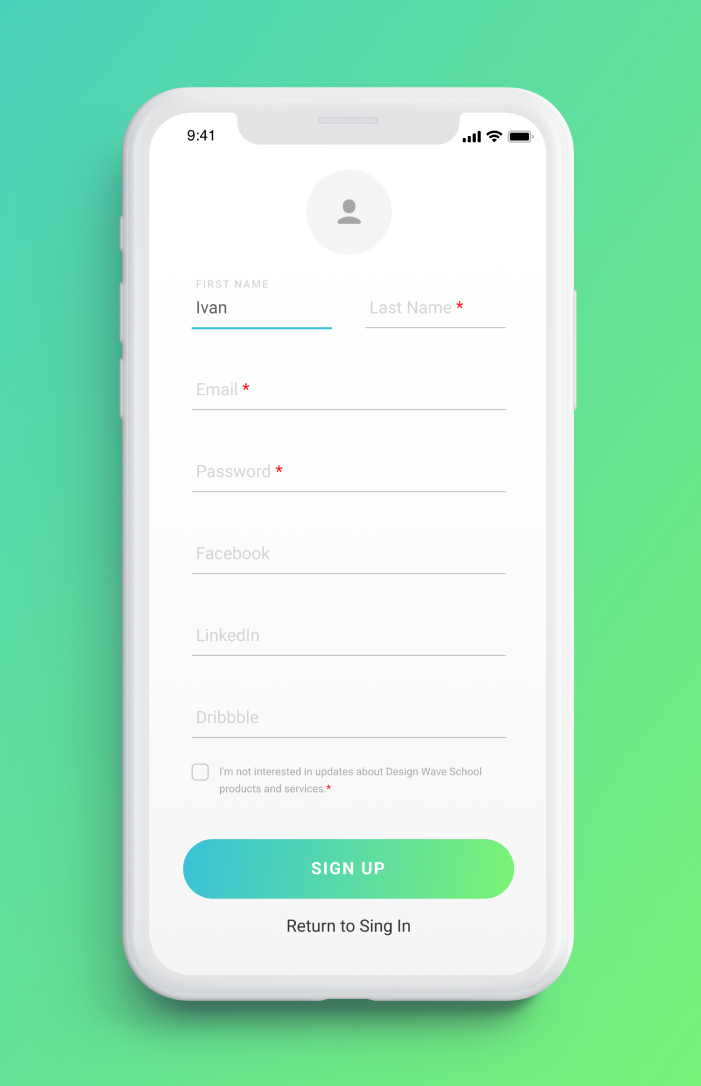 9:41
FIRST NAME
Ivan
Last Name *
Email *
Password *
Facebook
LinkedIn
Dribbble
I'm not interested in updates about Design Wave School
products and services.*
SIGN UP
Return to Sing In